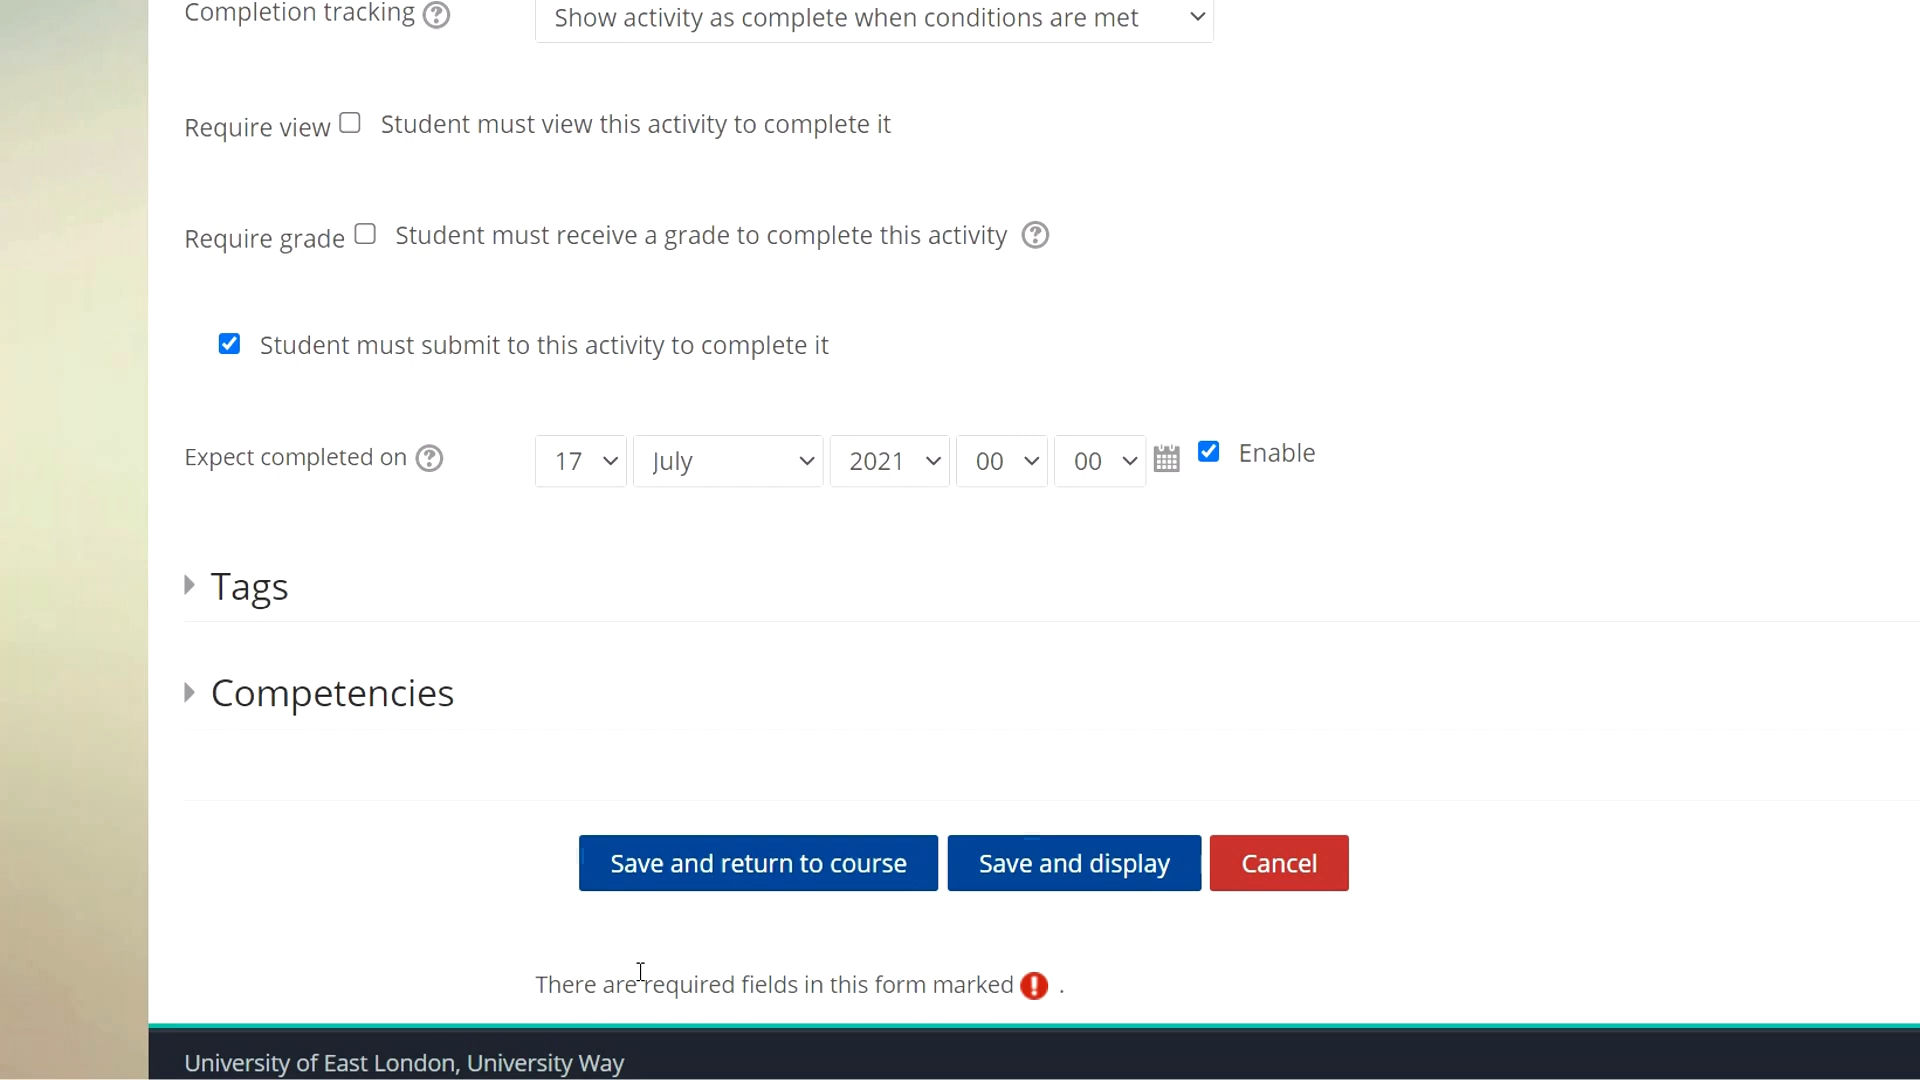 Completion tracking ? Show activity as complete when conditions are met
Require view Student must view this activity to complete it
Require grade Student must receive a grade to complete this activity ?
Student must submit to this activity to complete it
Expect completed on ? 17 July 2021 00 00 Enable
Tags
Competencies
Save and return to course Save and display Cancel
There are required fields in this form marked ! .
University of East London, University Way